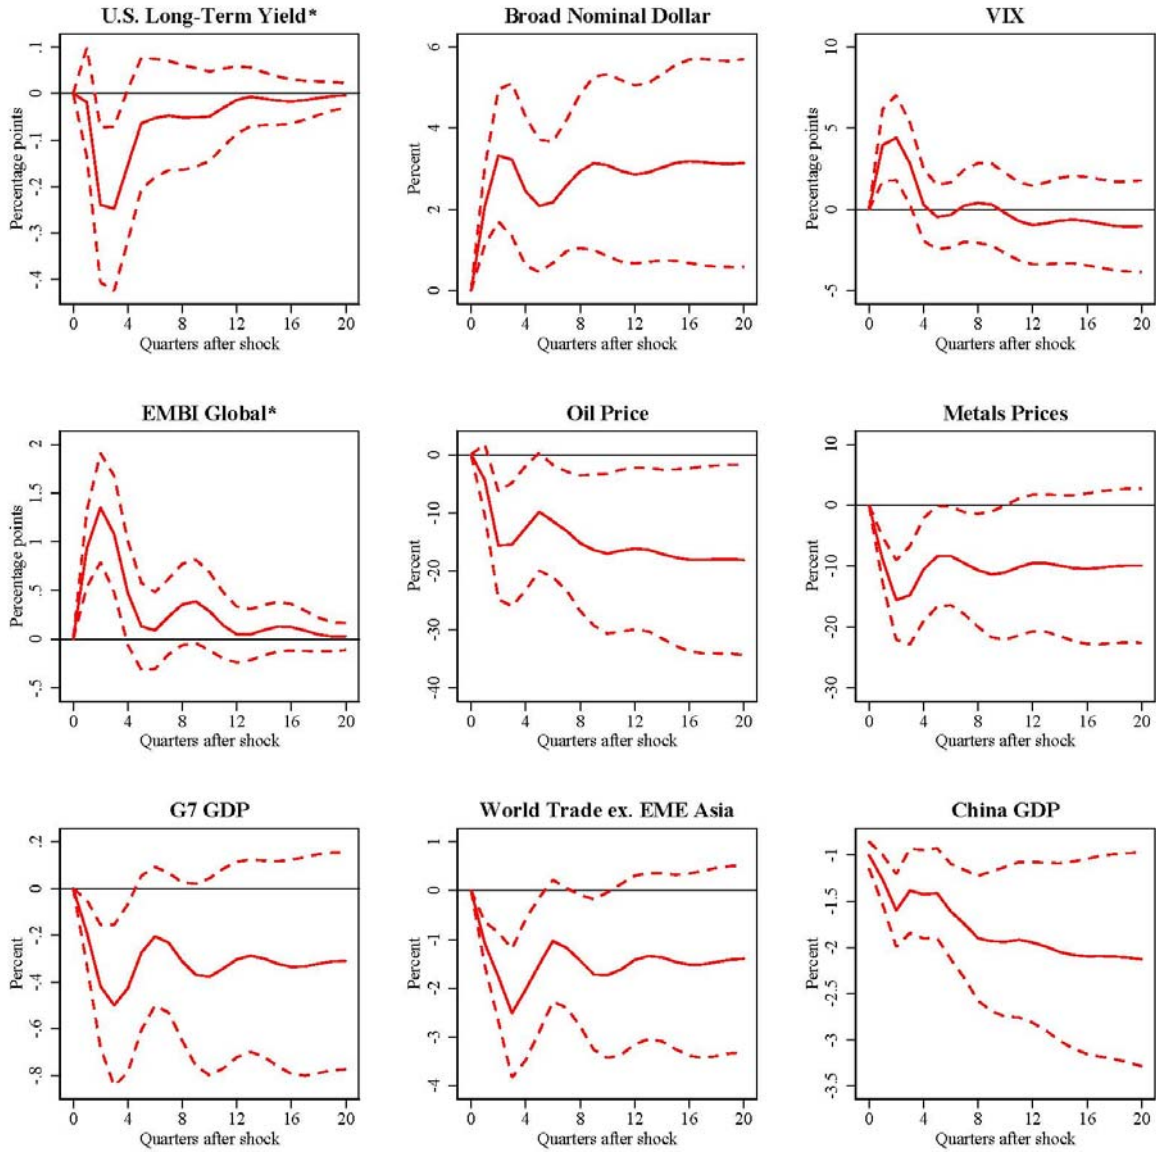 U.S. Long-Term Yield*
Broad Nominal Dollar
VIX
Percentage points
.1
0
-.1
-.2
-.3
-.4
0 4 8 12 16 20
Quarters after shock
Percent
6
4
2
0
0 4 8 12 16 20
Quarters after shock
Percentage points
10
5
0
-5
0 4 8 12 16 20
Quarters after shock
EMBI Global*
Oil Price
Metals Prices
Percentage points
2
1.5
1
.5
0
-.5
0 4 8 12 16 20
Quarters after shock
Percent
0
-10
-20
-30
-40
0 4 8 12 16 20
Quarters after shock
Percent
10
0
-10
-20
-30
0 4 8 12 16 20
Quarters after shock
G7 GDP
World Trade ex. EME Asia
China GDP
Percent
.2
0
-.2
-.4
-.6
-.8
0 4 8 12 16 20
Quarters after shock
Percent
1
0
-1
-2
-3
-4
0 4 8 12 16 20
Quarters after shock
Percent
-1
-1.5
-2
-2.5
-3
-3.5
0 4 8 12 16 20
Quarters after shock